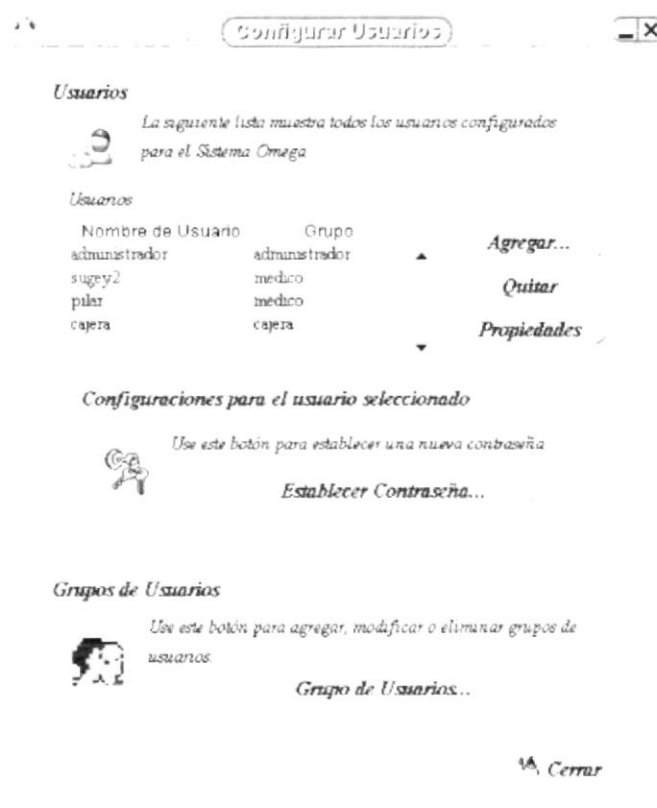 Configurar Usuarios
Usuarios
La siguiente lista muestra todos los usuarios configurados
para el Sistema Omega
Usuarios
Nombre de Usuario Grupo
administrador administrador
sugey2 medico
pilar medico
cajera cajera
Agregar...
Quitar
Propiedades
Configuraciones para el usuario seleccionado
Use este botón para establecer una nueva contraseña
Establecer Contraseña...
Grupos de Usuarios
Use este botón para agregar, modificar o eliminar grupos de
usuarios.
Grupo de Usuarios...
Cerrar